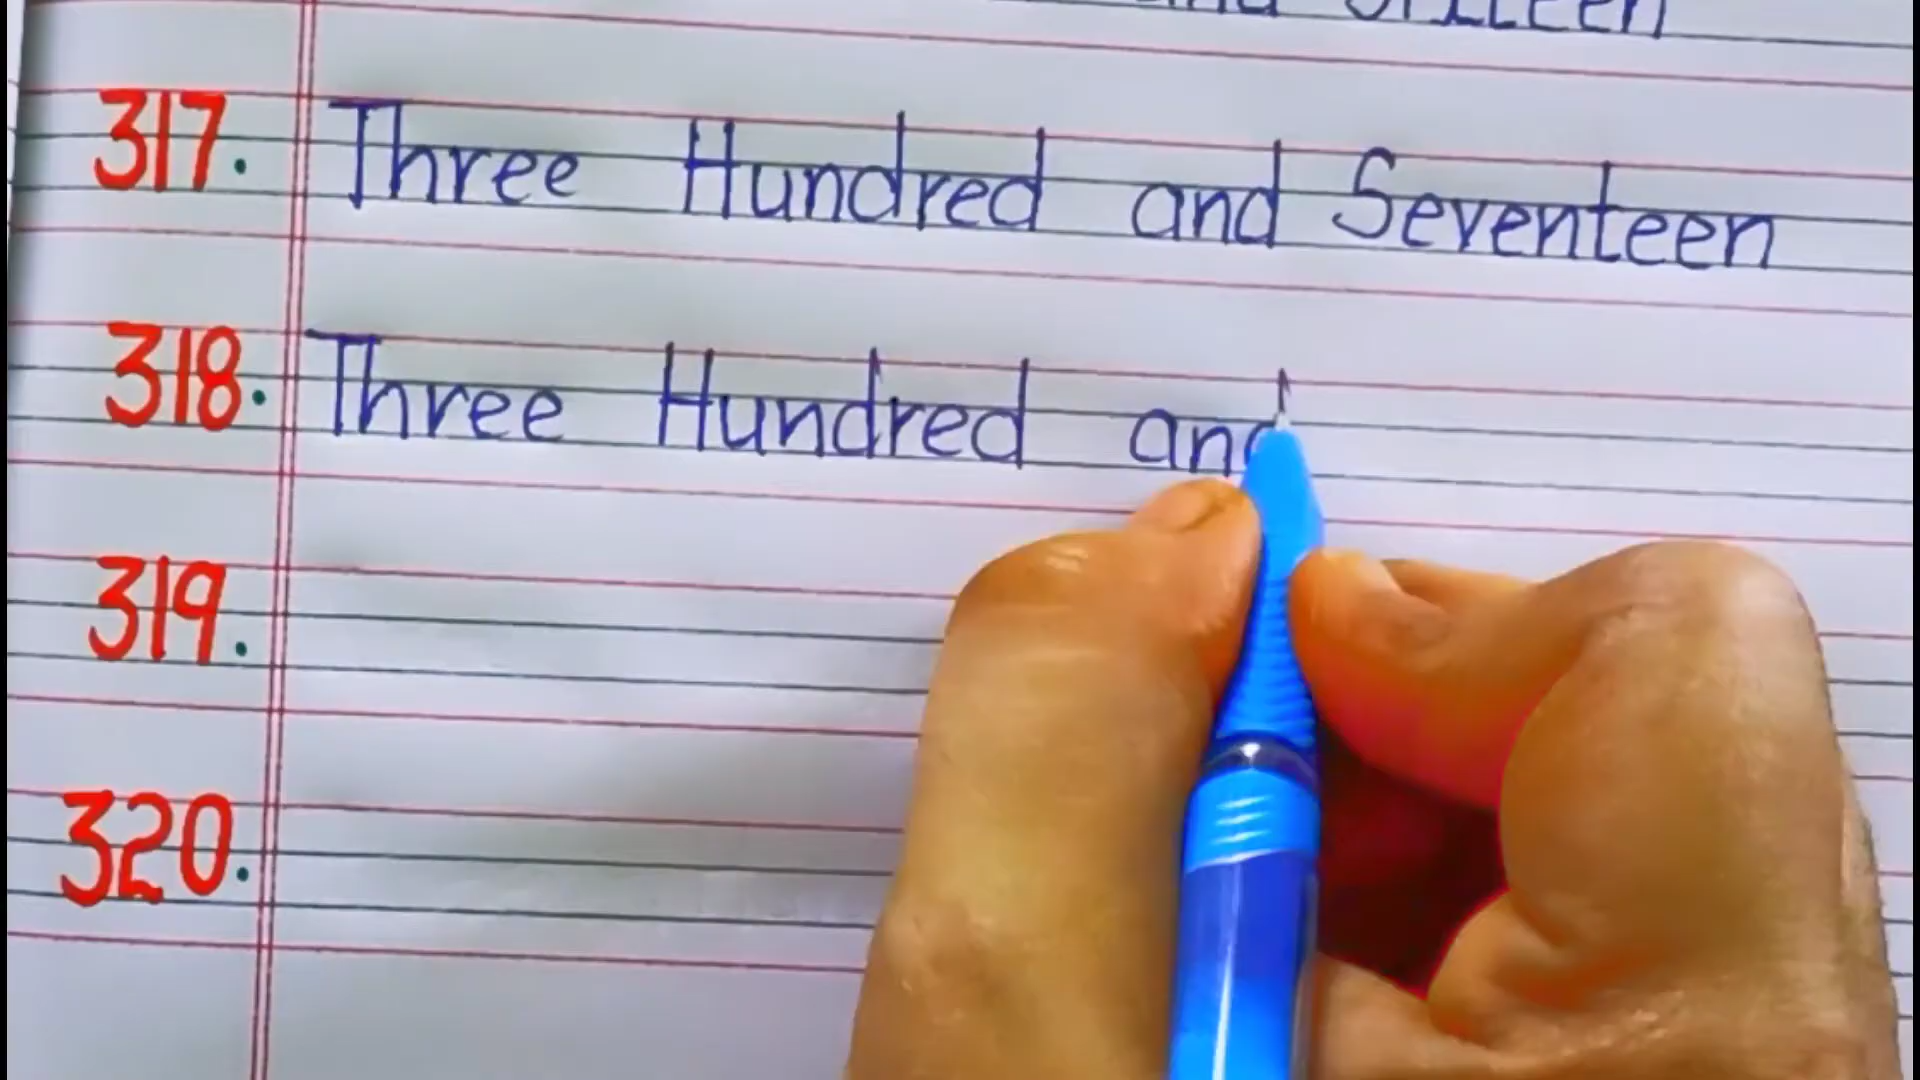 317. Three Hundred and Seventeen
318. Three Hundred and
319.
320.